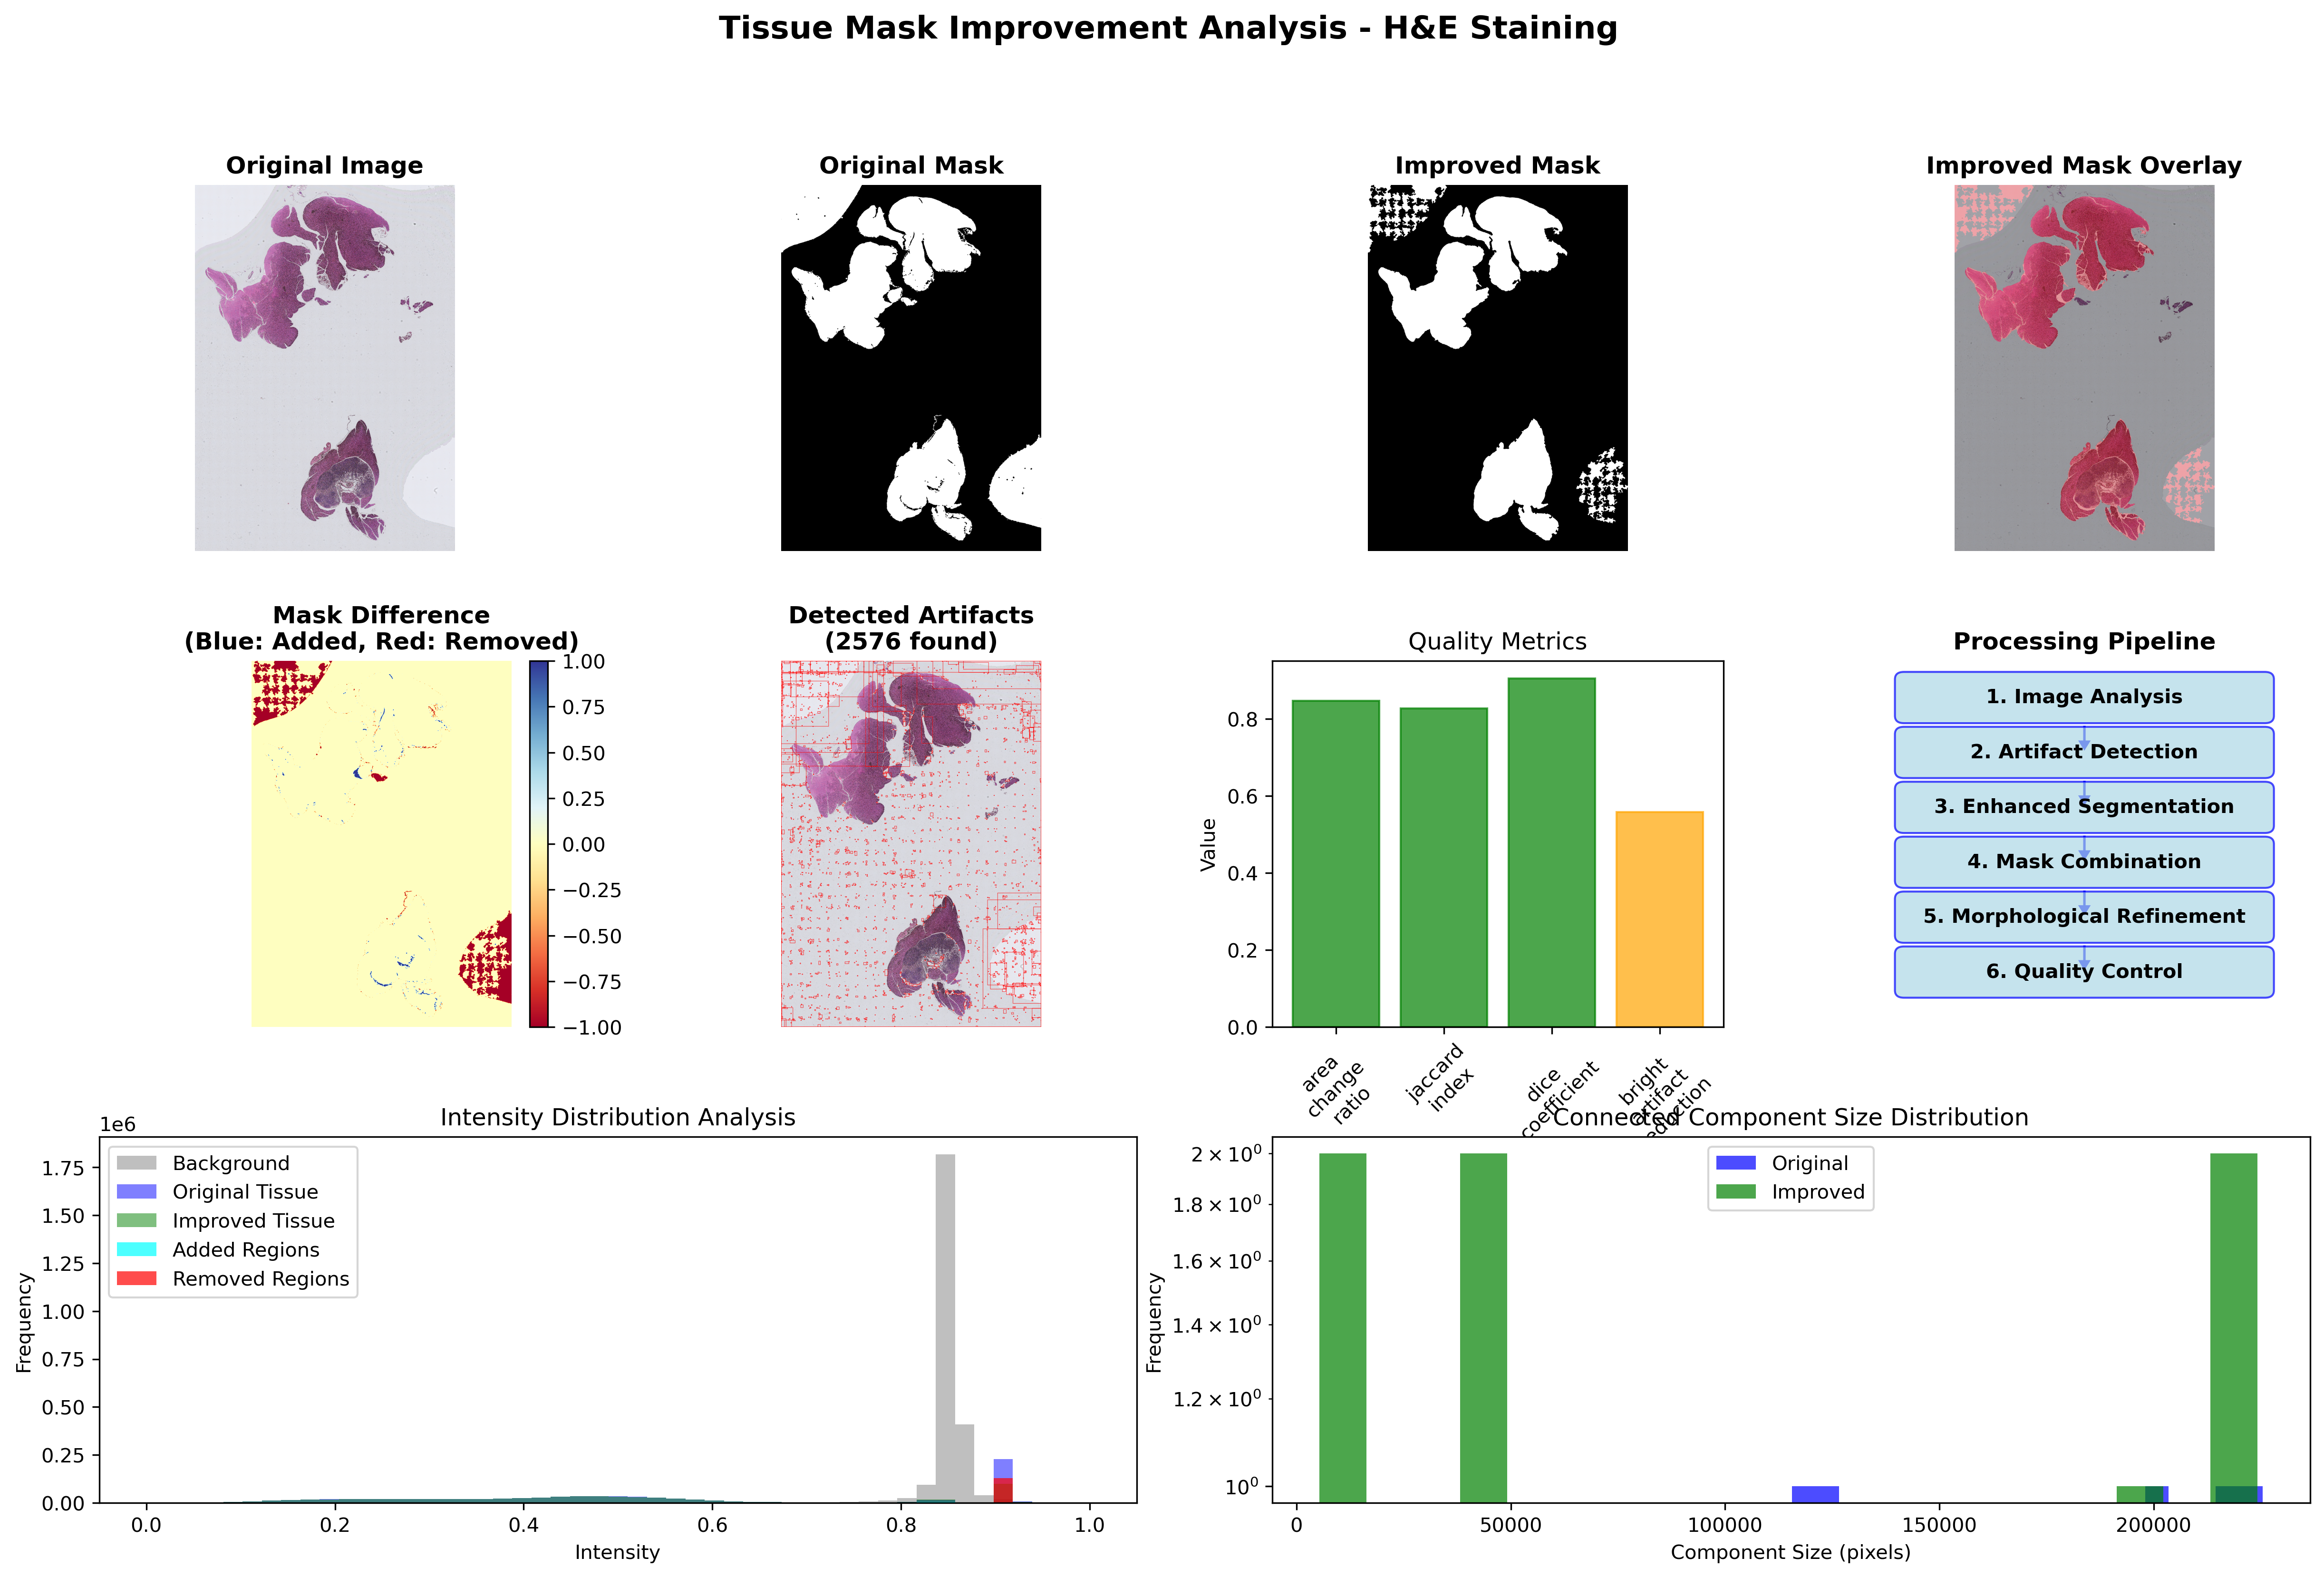 Tissue Mask Improvement Analysis - H&E Staining
Original Image
Original Mask
Improved Mask
Improved Mask Overlay
Mask Difference
(Blue: Added, Red: Removed)
1.00
0.75
0.50
0.25
0.00
−0.25
−0.50
−0.75
−1.00
Detected Artifacts
(2576 found)
Quality Metrics
Value
0.8
0.6
0.4
0.2
0.0
area
change
ratio
jaccard
index
dice
coefficient
bright
artifact
Processing Pipeline
1. Image Analysis
2. Artifact Detection
3. Enhanced Segmentation
4. Mask Combination
5. Morphological Refinement
6. Quality Control
Intensity Distribution Analysis
1e6
Frequency
1.75
1.50
1.25
1.00
0.75
0.50
0.25
0.00
Background
Original Tissue
Improved Tissue
Added Regions
Removed Regions
0.0
0.2
0.4
0.6
0.8
1.0
Intensity
Connected Component Size Distribution
Frequency
2 × 10⁰
1.8 × 10⁰
1.6 × 10⁰
1.4 × 10⁰
1.2 × 10⁰
10⁰
Original
Improved
0
50000
100000
150000
200000
Component Size (pixels)